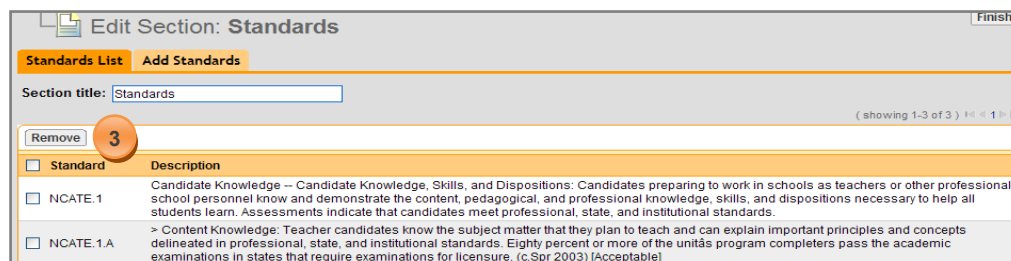 Edit Section: Standards
Finish
Standards List Add Standards
Section title: Standards
( showing 1-3 of 3 ) < 1
Remove 3
Standard Description
NCATE.1 Candidate Knowledge -- Candidate Knowledge, Skills, and Dispositions: Candidates preparing to work in schools as teachers or other professional
school personnel know and demonstrate the content, pedagogical, and professional knowledge, skills, and dispositions necessary to help all
students learn. Assessments indicate that candidates meet professional, state, and institutional standards.
NCATE.1.A > Content Knowledge: Teacher candidates know the subject matter that they plan to teach and can explain important principles and concepts
delineated in professional, state, and institutional standards. Eighty percent or more of the unitâs program completers pass the academic
examinations in states that require examinations for licensure. (c.Spr 2003) [Acceptable]